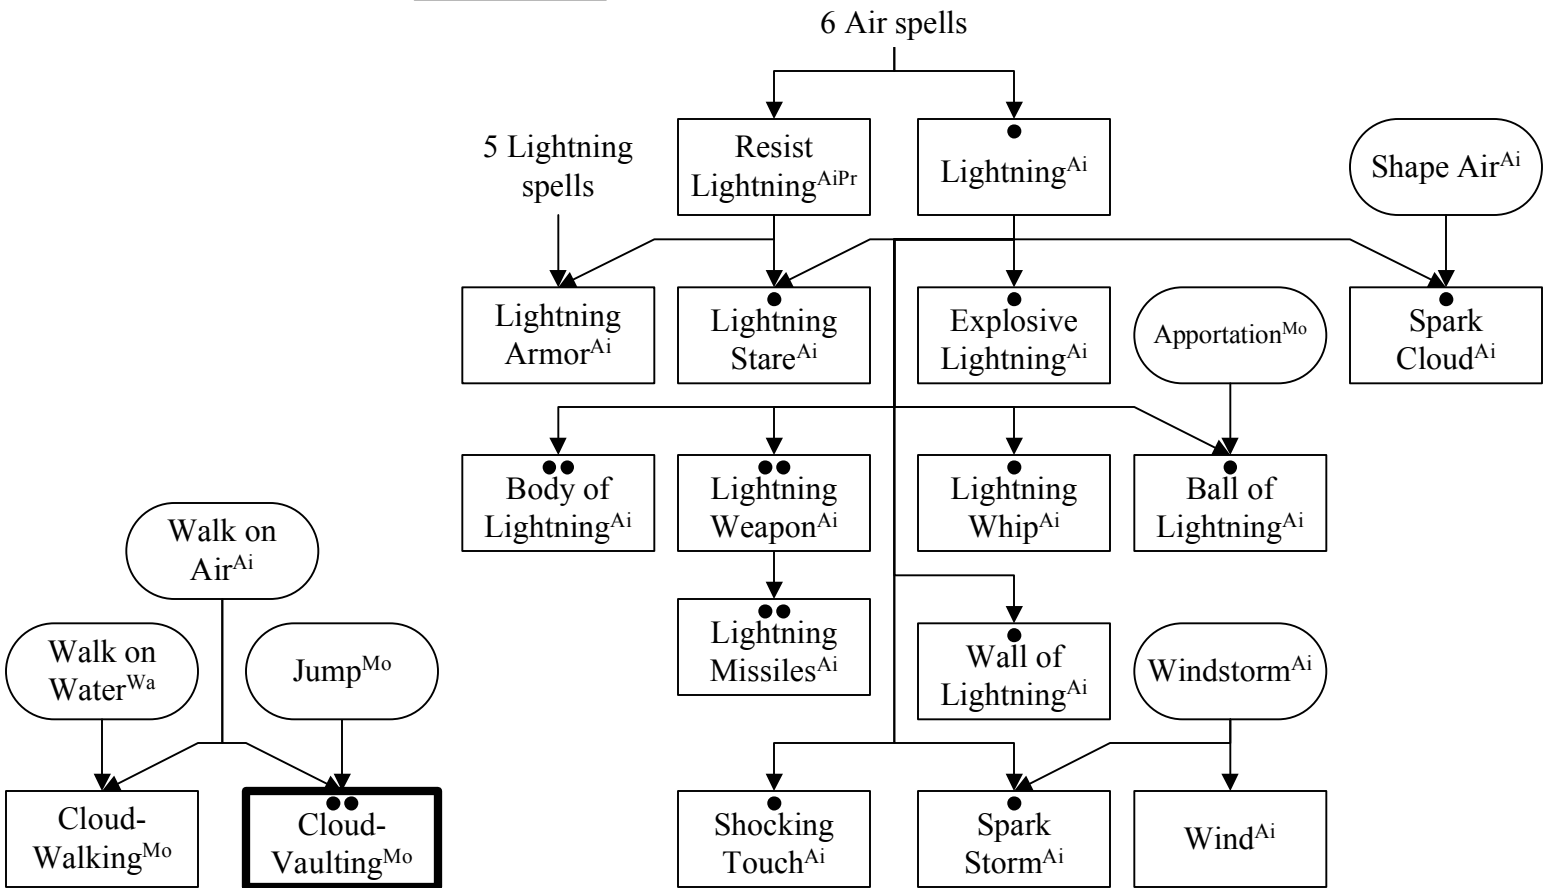 6 Air spells
5 Lightning
spells
Resist
Lightning^AiPr
Lightning^Ai
Shape Air^Ai
Lightning
Armor^Ai
Lightning
Stare^Ai
Explosive
Lightning^Ai
Apportation^Mo
Spark
Cloud^Ai
Body of
Lightning^Ai
Lightning
Weapon^Ai
Lightning
Whip^Ai
Ball of
Lightning^Ai
Walk on
Air^Ai
Walk on
Water^Wa
Jump^Mo
Lightning
Missiles^Ai
Wall of
Lightning^Ai
Windstorm^Ai
Cloud-
Walking^Mo
Cloud-
Vaulting^Mo
Shocking
Touch^Ai
Spark
Storm^Ai
Wind^Ai